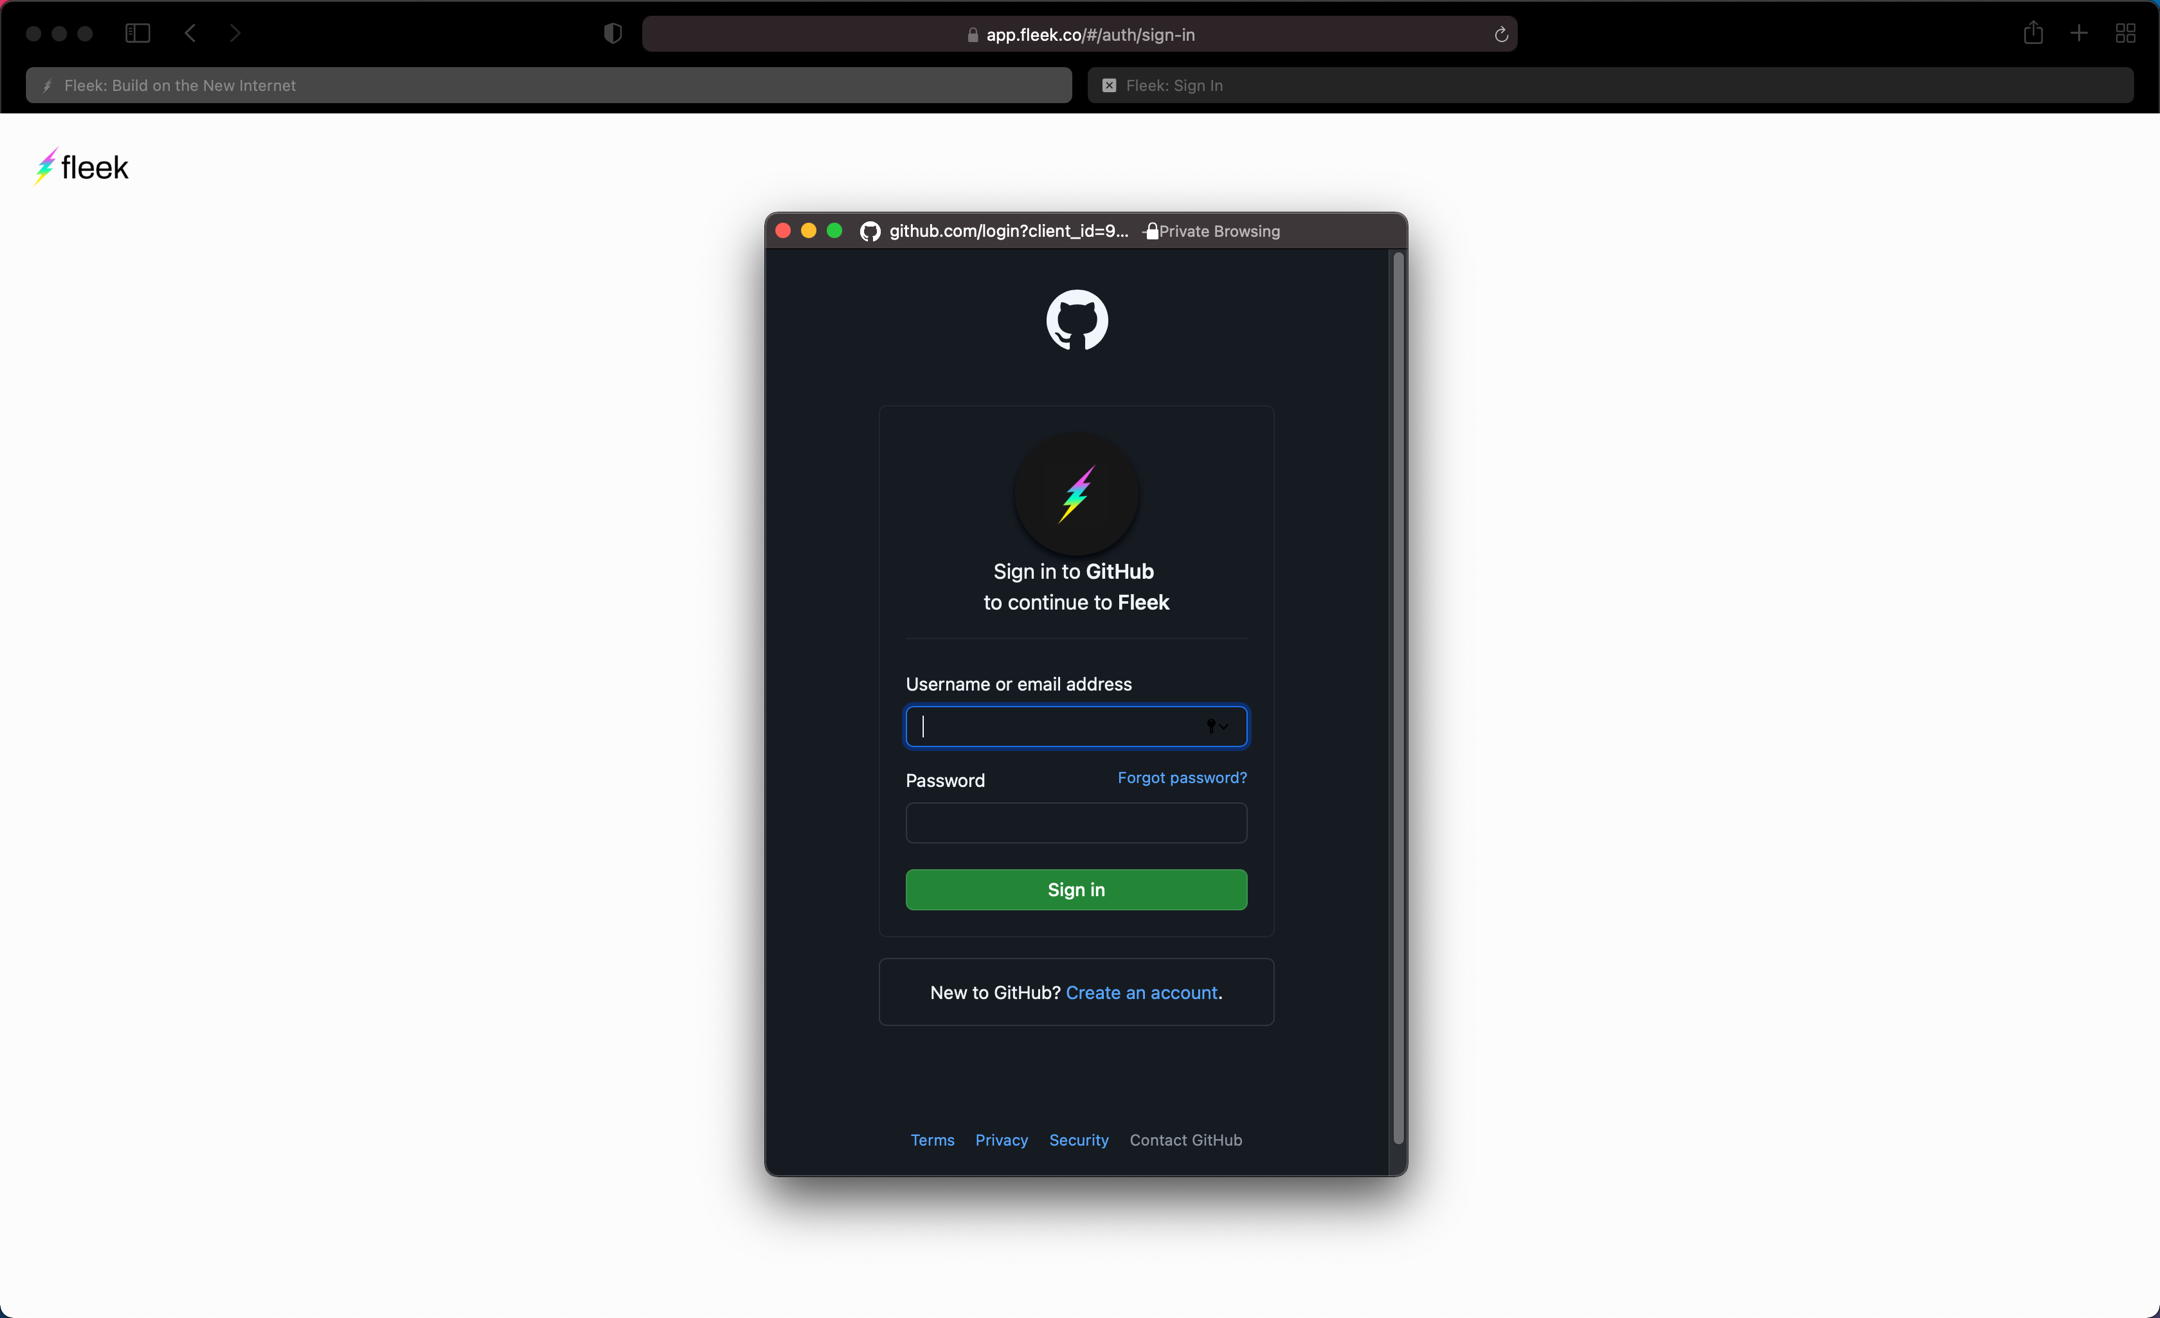 app.fleek.co/#/auth/sign-in
Fleek: Build on the New Internet
Fleek: Sign In
fleek
github.com/login?client_id=9... Private Browsing
Sign in to GitHub
to continue to Fleek
Username or email address
Password Forgot password?
Sign in
New to GitHub? Create an account.
Terms Privacy Security Contact GitHub